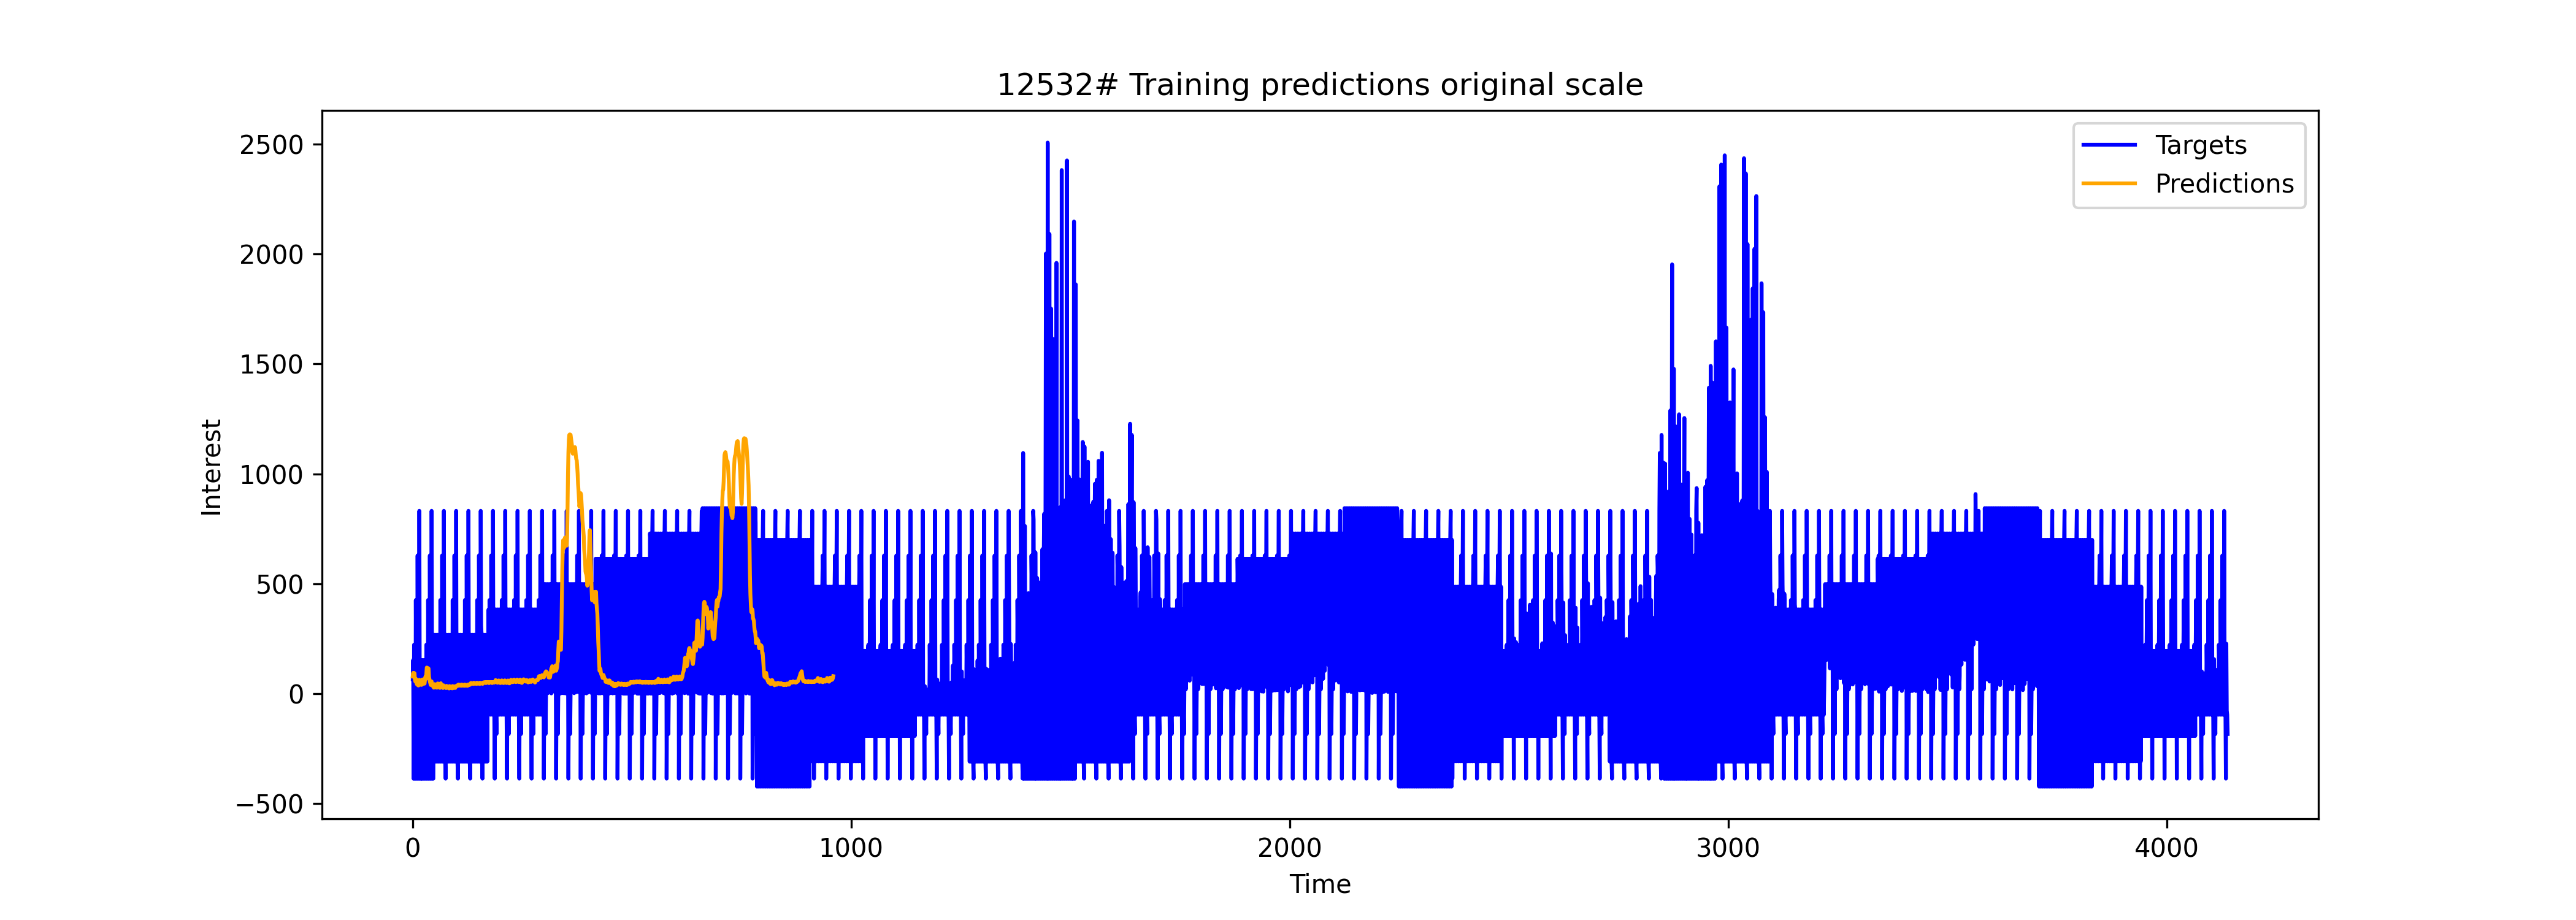 12532# Training predictions original scale
Targets
Predictions
2500
2000
1500
1000
500
0
−500
Interest
0 1000 2000 3000 4000
Time